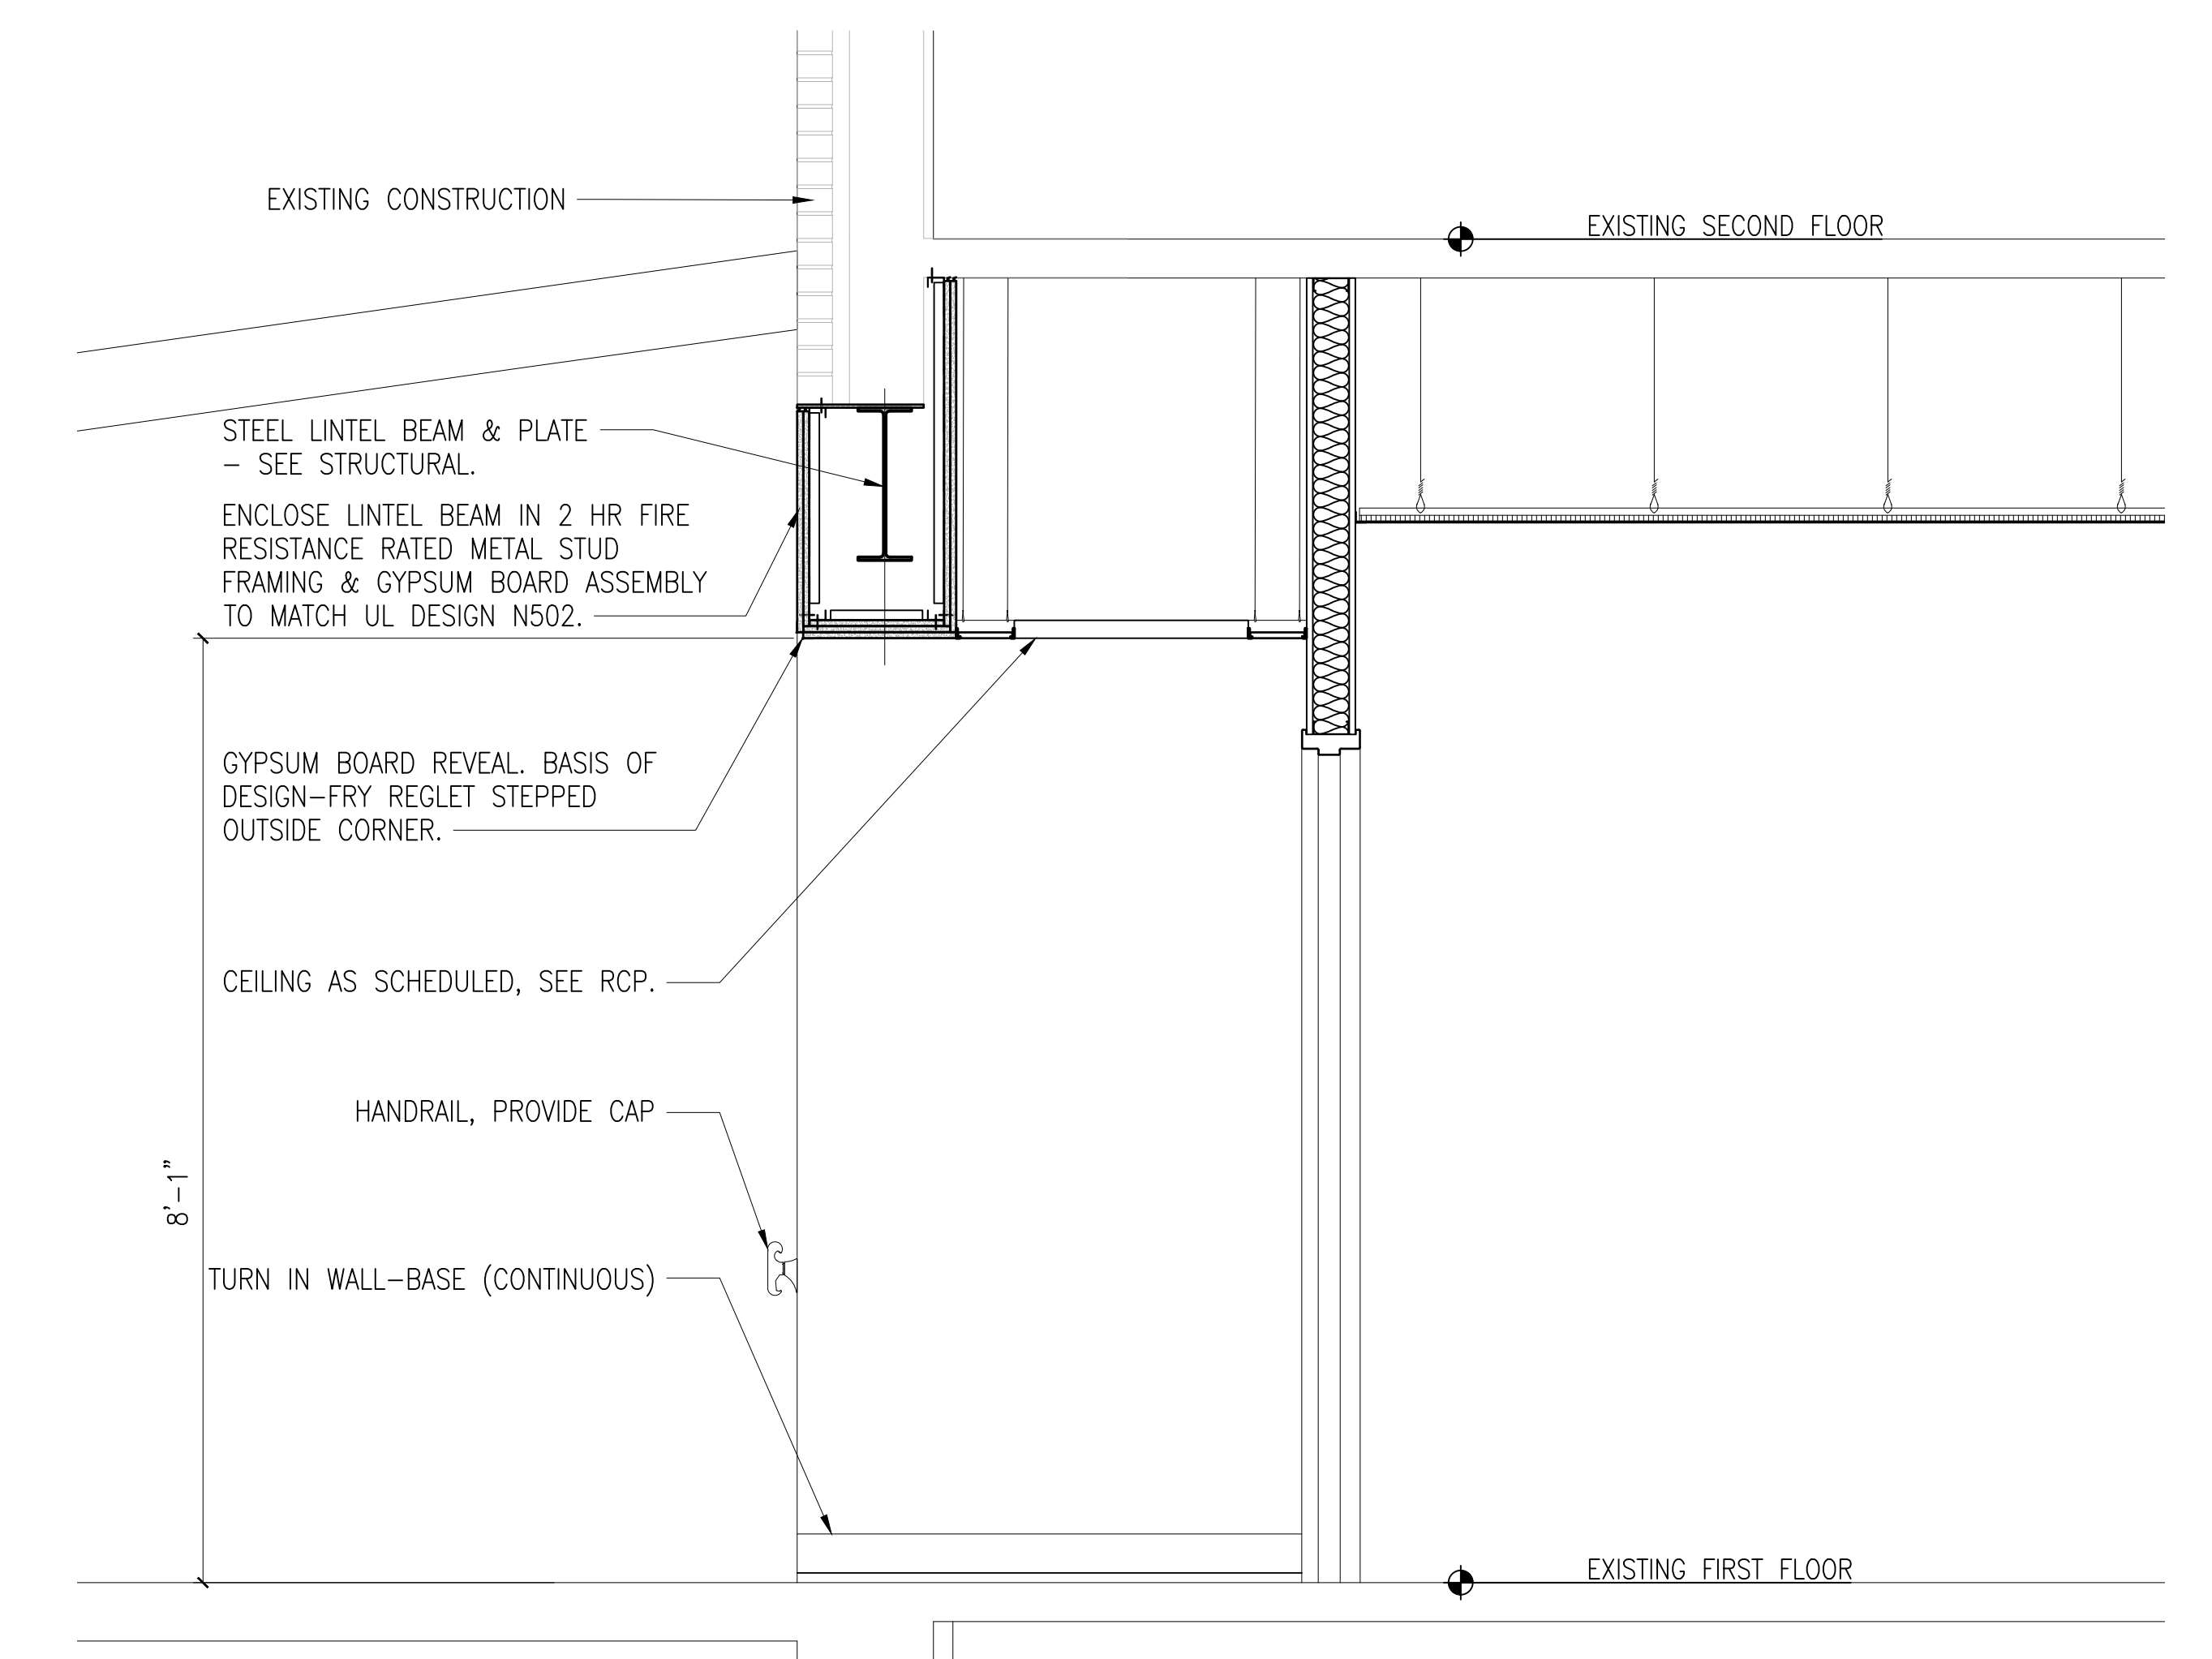 EXISTING CONSTRUCTION
EXISTING SECOND FLOOR
STEEL LINTEL BEAM & PLATE
- SEE STRUCTURAL.
ENCLOSE LINTEL BEAM IN 2 HR FIRE
RESISTANCE RATED METAL STUD
FRAMING & GYPSUM BOARD ASSEMBLY
TO MATCH UL DESIGN N502.
GYPSUM BOARD REVEAL. BASIS OF
DESIGN-FRY REGLET STEPPED
OUTSIDE CORNER.
CEILING AS SCHEDULED, SEE RCP.
HANDRAIL, PROVIDE CAP
8'-1"
TURN IN WALL-BASE (CONTINUOUS)
EXISTING FIRST FLOOR